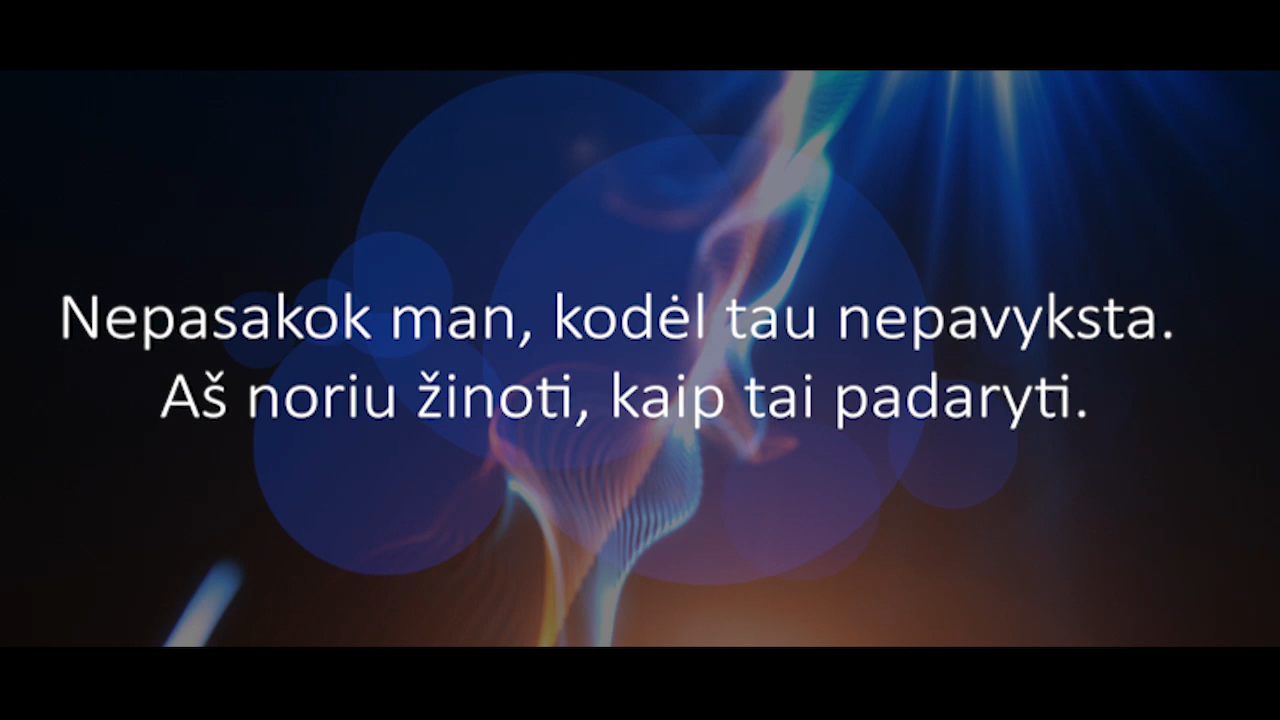 Nepasakok man, kodėl tau nepavyksta.
Aš noriu žinoti, kaip tai padaryti.